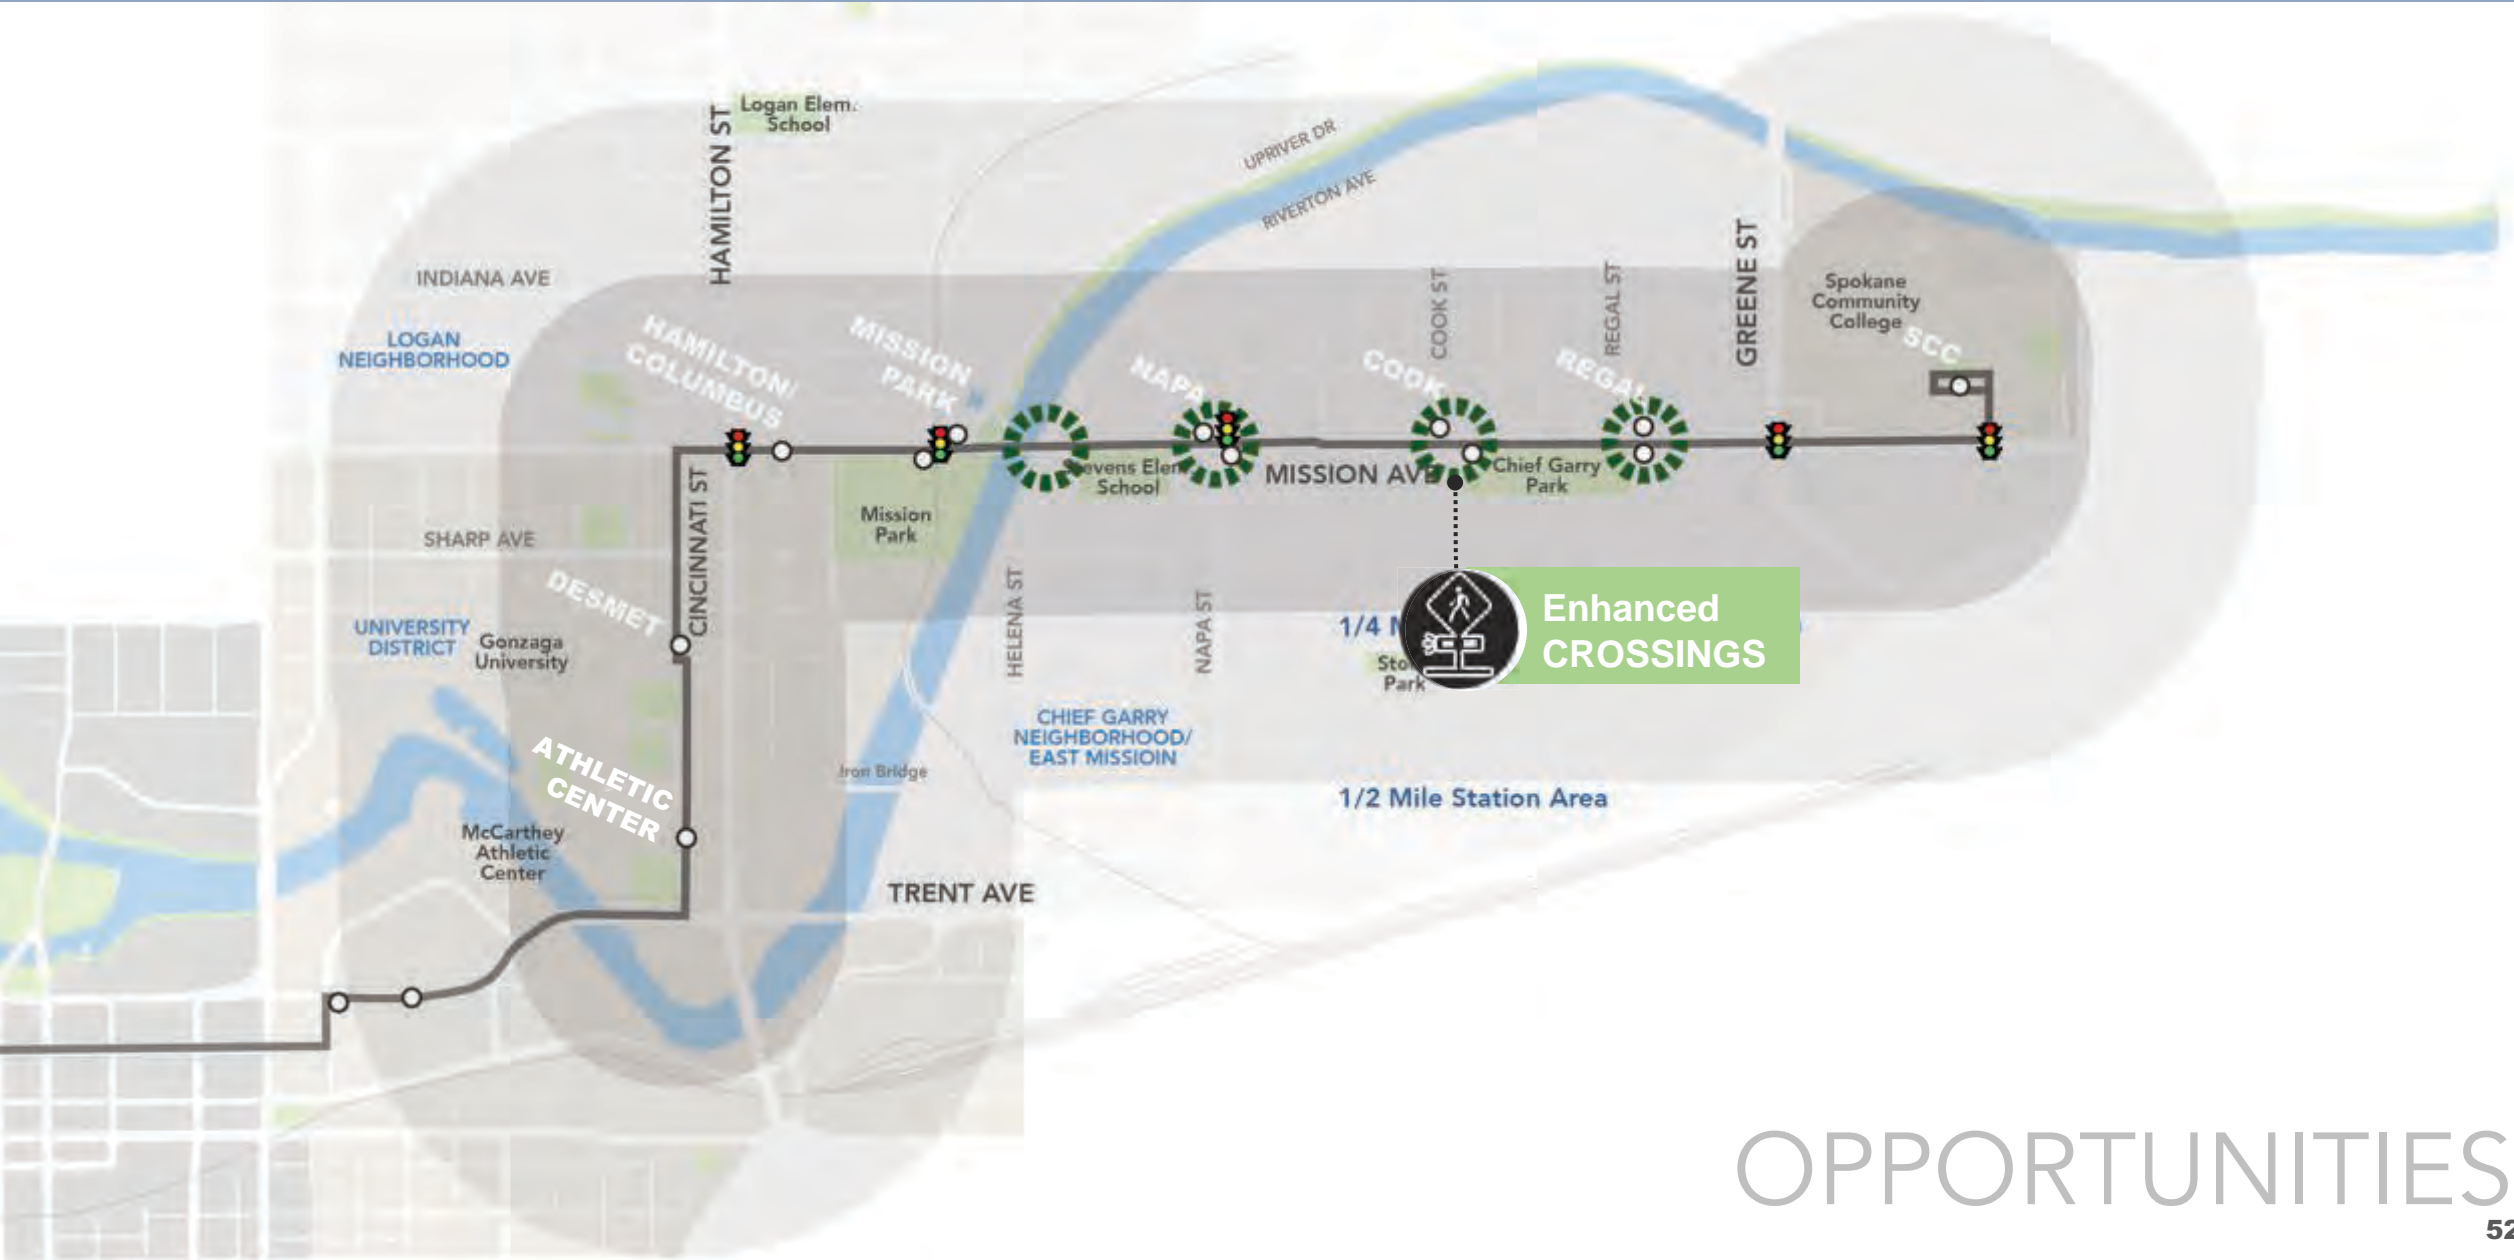 Logan Elem.
School
HAMILTON ST
UPRIVER DR
RIVERTON AVE
INDIANA AVE
LOGAN
NEIGHBORHOOD
HAMILTON/
COLUMBUS
MISSION
PARK
NAPA
COOK
COOK ST
REGAL
REGAL ST
GREENE ST
Spokane
Community
College
SCC
School
MISSION AVE
Chief Garry
Park
Mission
Park
SHARP AVE
CINCINNATI ST
DESMET
UNIVERSITY
DISTRICT
Gonzaga
University
HELENA ST
NAPA ST
1/4
Park
Enhanced
CROSSINGS
CHIEF GARRY
NEIGHBORHOOD/
EAST MISSIOIN
ATHLETIC
CENTER
Iron Bridge
1/2 Mile Station Area
McCarthey
Athletic
Center
TRENT AVE
OPPORTUNITIES
52